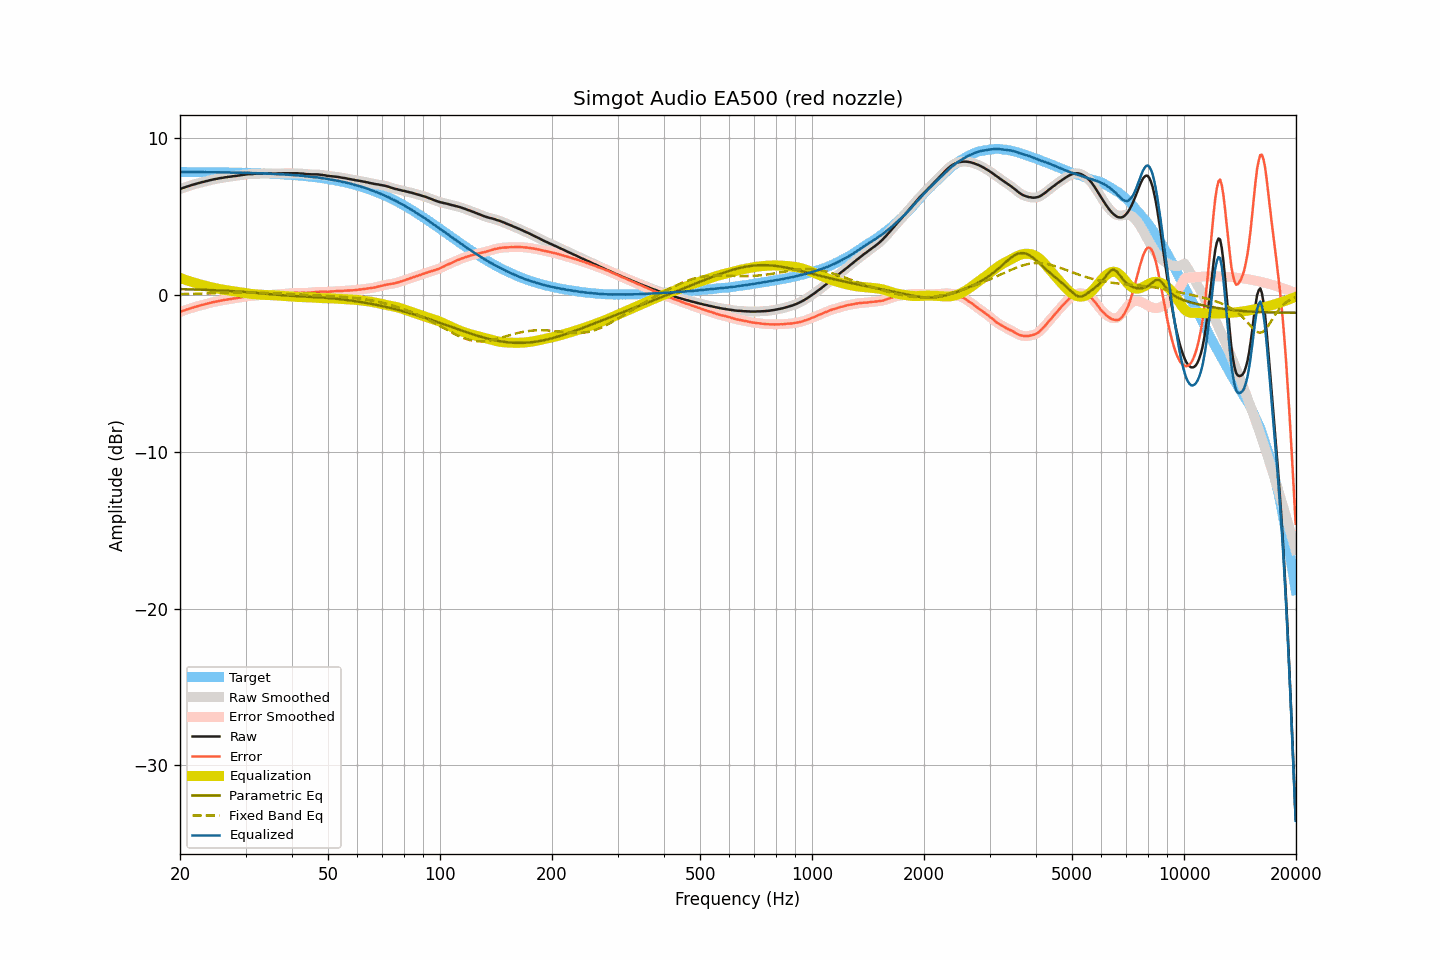 Simgot Audio EA500 (red nozzle)
10
0
−10
−20
−30
Amplitude (dBr)
Target
Raw Smoothed
Error Smoothed
Raw
Error
Equalization
Parametric Eq
Fixed Band Eq
Equalized
20 50 100 200 500 1000 2000 5000 10000 20000
Frequency (Hz)